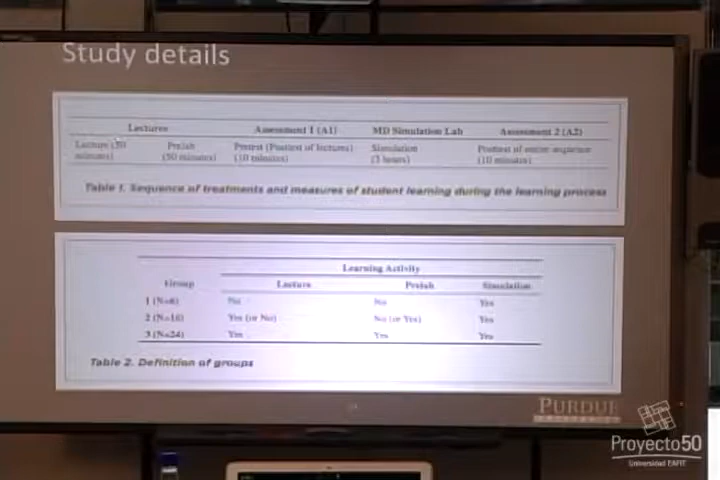 Study details
Lectures Assessment 1 (A1) MD Simulation Lab Assessment 2 (A2)
Lecture (50 Prelab Pretest (Posttest of lectures) Simulation Posttest of entire sequence
minutes) (50 minutes) (10 minutes) (3 hours) (10 minutes)
Table 1. Sequence of treatments and measures of student learning during the learning process
Learning Activity
Group Lecture Prelab Simulation
1 (N=6) No No Yes
2 (N=16) Yes (or No) No (or Yes) Yes
3 (N=24) Yes Yes Yes
Table 2. Definition of groups
PURDUE
Proyecto50
Universidad EAFIT